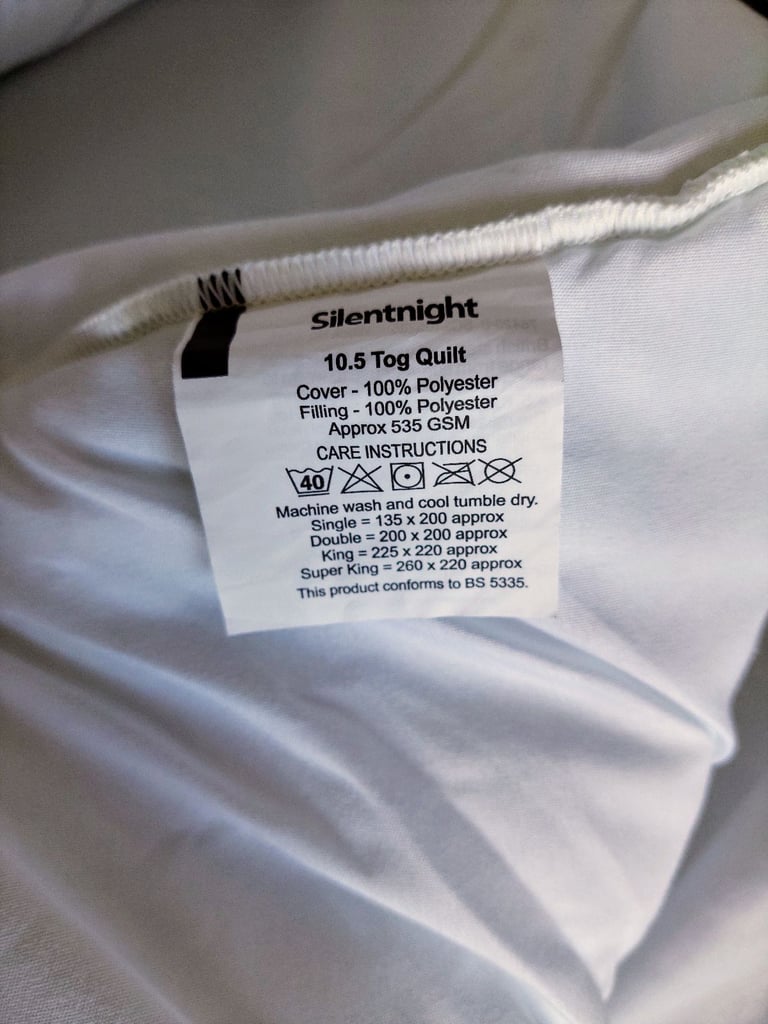 Silentnight
10.5 Tog Quilt
Cover - 100% Polyester
Filling - 100% Polyester
Approx 535 GSM
CARE INSTRUCTIONS
40
Machine wash and cool tumble dry.
Single = 135 x 200 approx
Double = 200 x 200 approx
King = 225 x 220 approx
Super King = 260 x 220 approx
This product conforms to BS 5335.